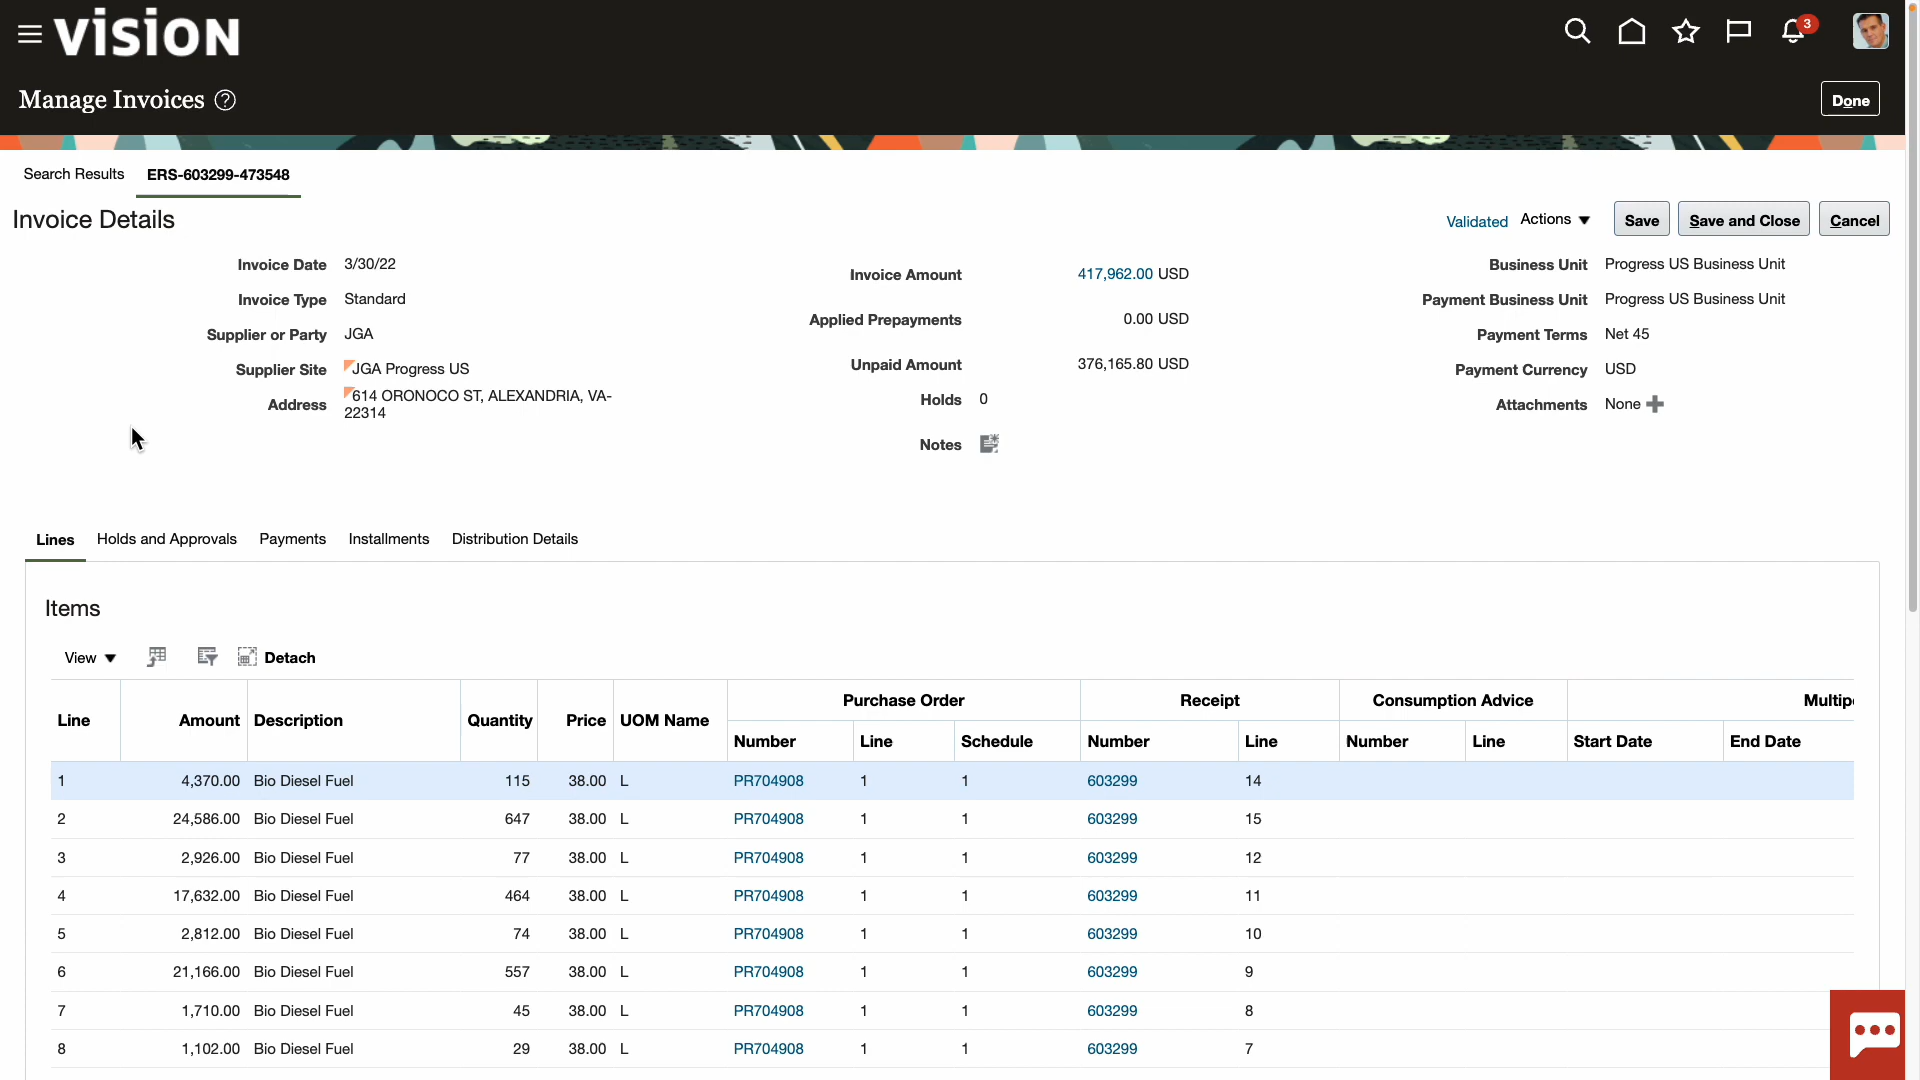 vision
3
Manage Invoices ?
Done
Search Results ERS-603299-473548
Invoice Details
Validated Actions Save Save and Close Cancel
Invoice Date 3/30/22
Invoice Type Standard
Supplier or Party JGA
Supplier Site JGA Progress US
Address 614 ORONOCO ST, ALEXANDRIA, VA-
22314
Invoice Amount 417,962.00 USD
Applied Prepayments 0.00 USD
Unpaid Amount 376,165.80 USD
Holds 0
Notes
Business Unit Progress US Business Unit
Payment Business Unit Progress US Business Unit
Payment Terms Net 45
Payment Currency USD
Attachments None
Lines Holds and Approvals Payments Installments Distribution Details
Items
View Detach
Purchase Order Receipt Consumption Advice Multip
Line Amount Description Quantity Price UOM Name
Number Line Schedule Number Line Number Line Start Date End Date
1 4,370.00 Bio Diesel Fuel 115 38.00 L PR704908 1 1 603299 14
2 24,586.00 Bio Diesel Fuel 647 38.00 L PR704908 1 1 603299 15
3 2,926.00 Bio Diesel Fuel 77 38.00 L PR704908 1 1 603299 12
4 17,632.00 Bio Diesel Fuel 464 38.00 L PR704908 1 1 603299 11
5 2,812.00 Bio Diesel Fuel 74 38.00 L PR704908 1 1 603299 10
6 21,166.00 Bio Diesel Fuel 557 38.00 L PR704908 1 1 603299 9
7 1,710.00 Bio Diesel Fuel 45 38.00 L PR704908 1 1 603299 8
8 1,102.00 Bio Diesel Fuel 29 38.00 L PR704908 1 1 603299 7